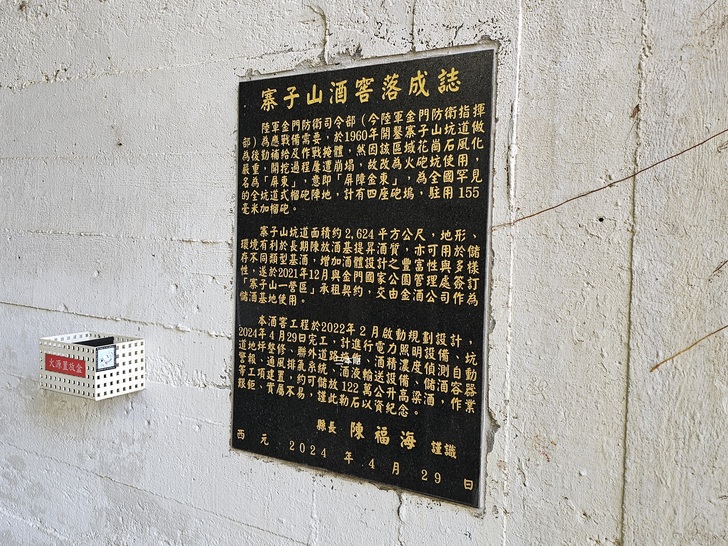 寨子山酒窖落成誌
陸軍金門防衛司令部(今陸軍金門防衛指揮
部)為應戰備需要,於1960年開鑿寨子山坑道做
為後勤補給及作戰掩體,然因該區域花崗石風化
嚴重,開挖過程屢遭崩塌,故改為火砲坑使用,
名為「屏東」,意即「屏障金東」,為全國罕見
的全坑道式榴砲陣地,計有四座砲塢,駐用155
毫米加榴砲。
寨子山坑道面積約2,624平方公尺,地形、
環境有利於長期陳放酒基提昇酒質,亦可用於儲
存不同類型基酒,增加酒體設計之豐富性與多樣
性,遂於2021年12月與金門國家公園管理處簽訂
「寨子山一營區」承租契約,交由金酒公司作為
儲酒基地使用。
本酒窖工程於2022年2月啟動規劃設計,
2024年4月29日完工,計進行電力照明設備、坑
道地坪整修、聯外道路、酒精濃度偵測自動
警報、通風排氣系統、酒液輸送設備、儲酒容器
等工項建置,約可儲放122萬公升高粱酒,作業
艱鉅、實屬不易,謹此勒石以資紀念。
縣長 陳福海 謹識
西元 2024 年 4 月 29 日
火源置放盒